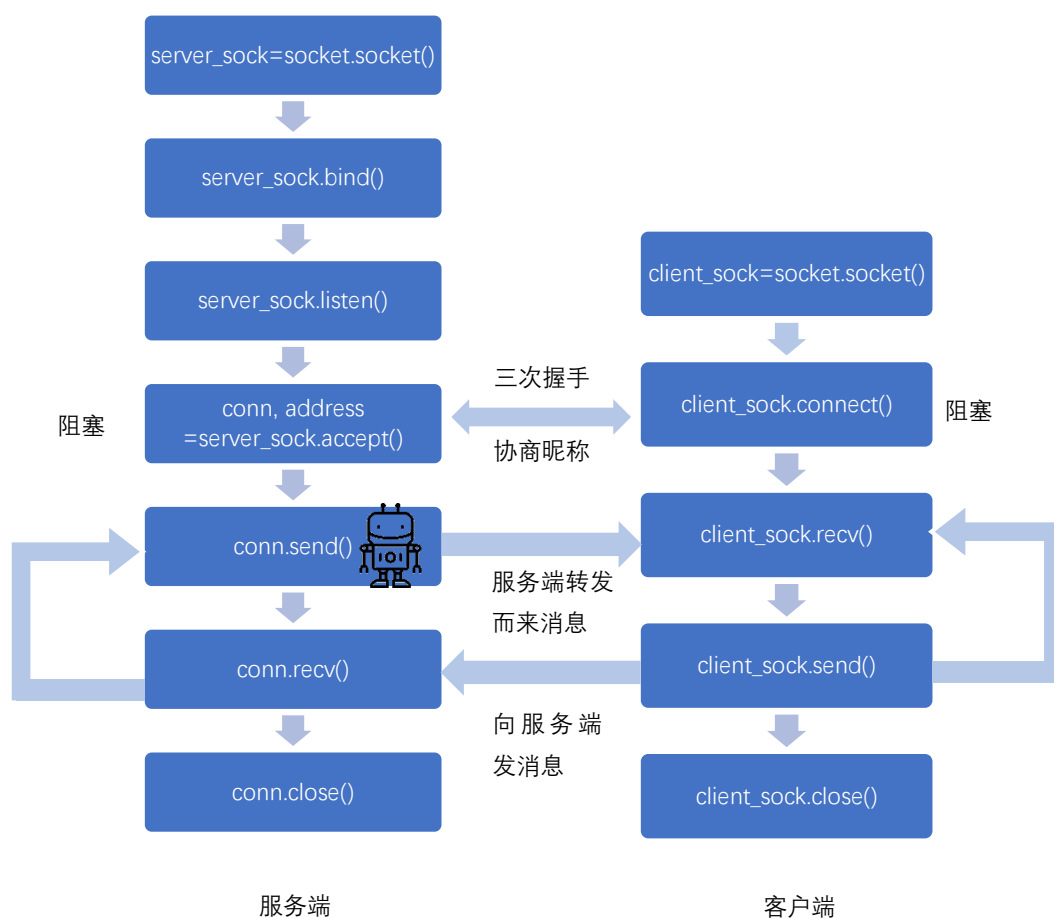 server_sock=socket.socket()
server_sock.bind()
server_sock.listen()
阻塞
conn, address
=server_sock.accept()
conn.send()
conn.recv()
conn.close()
服务端
三次握手
协商昵称
服务端转发
而来消息
向服务端
发消息
client_sock=socket.socket()
client_sock.connect()
阻塞
client_sock.recv()
client_sock.send()
client_sock.close()
客户端